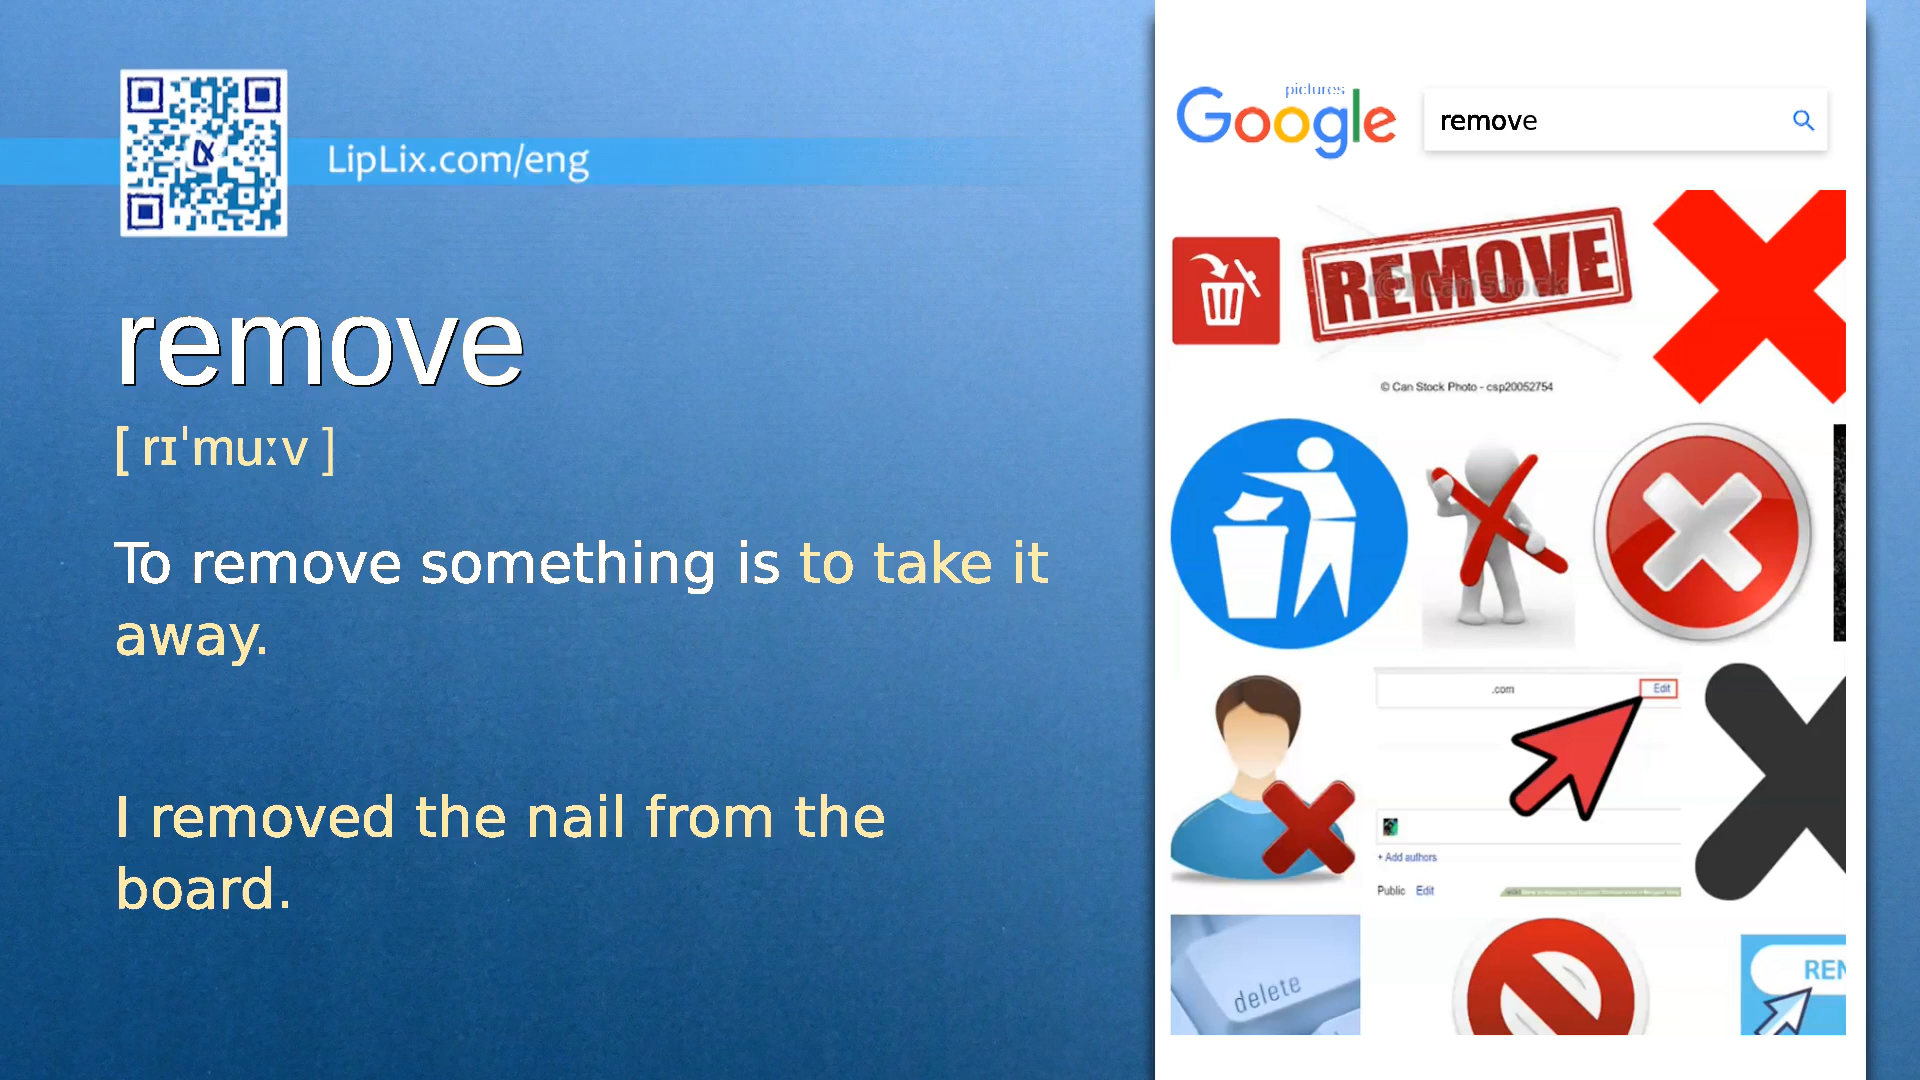 LipLix.com/eng
remove
[ rɪˈmuːv ]
To remove something is to take it
away.
I removed the nail from the
board.
pictures
Google
remove
REMOVE
© Can Stock Photo - csp20052754
.com
Edit
+ Add authors
Public Edit
delete
REM